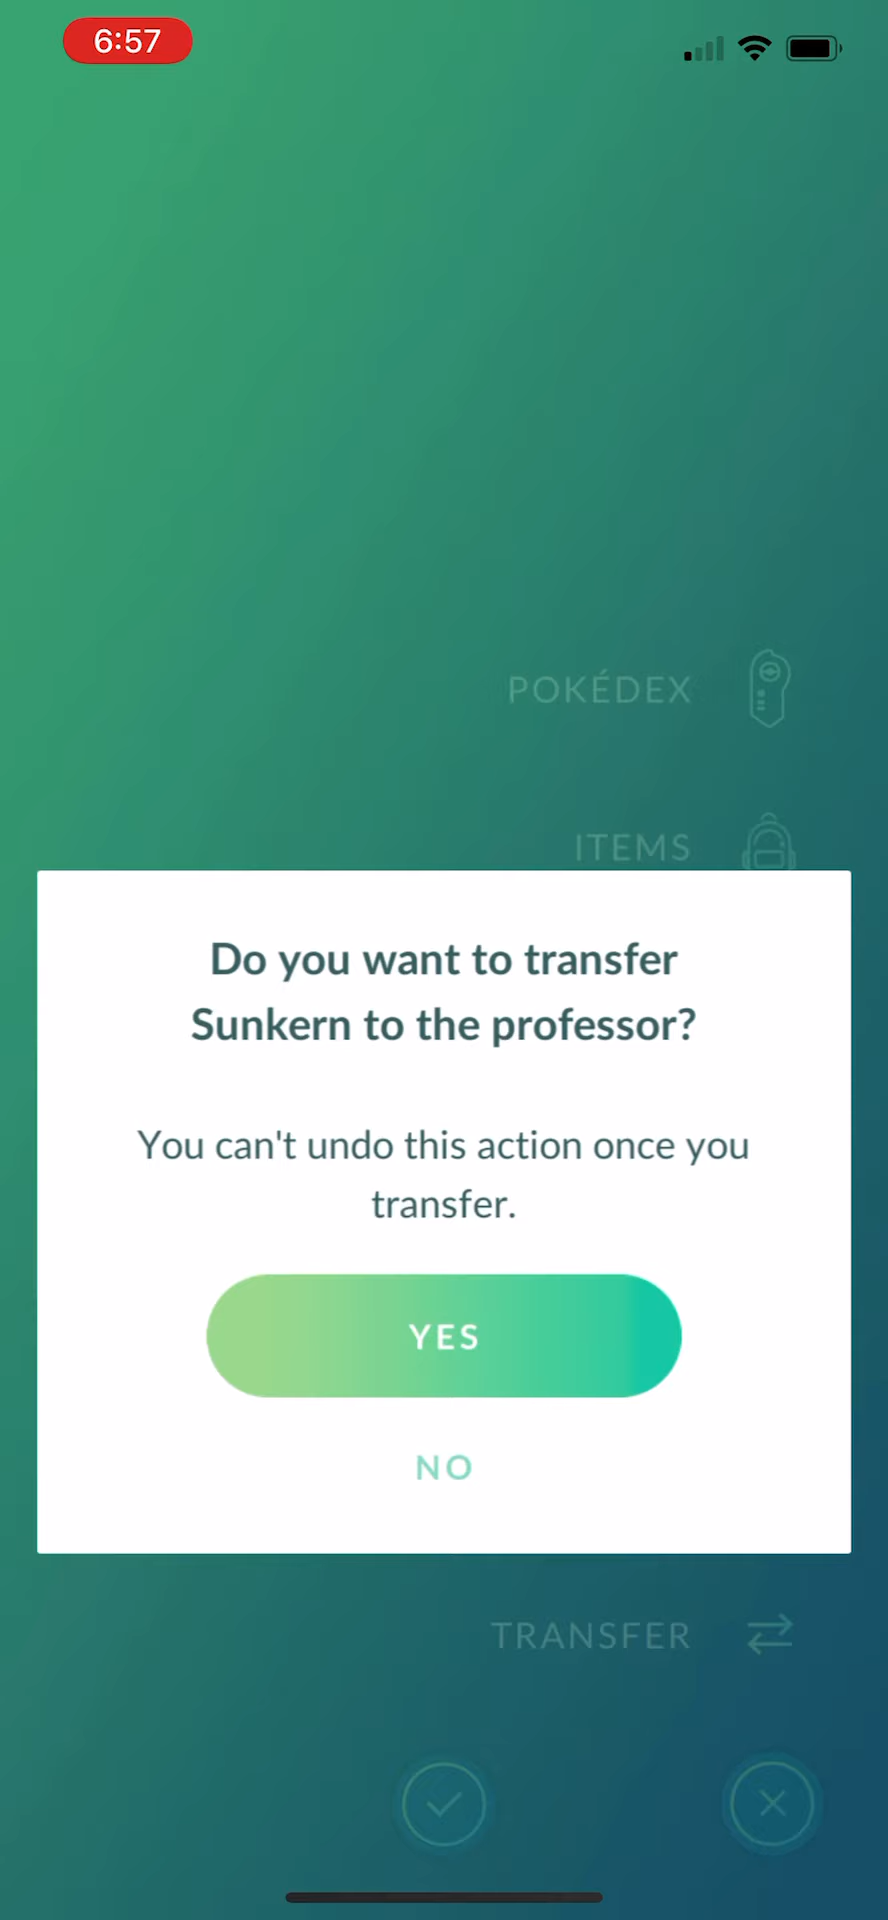 6:57
POKÉDEX
ITEMS
Do you want to transfer
Sunkern to the professor?
You can't undo this action once you
transfer.
YES
NO
TRANSFER